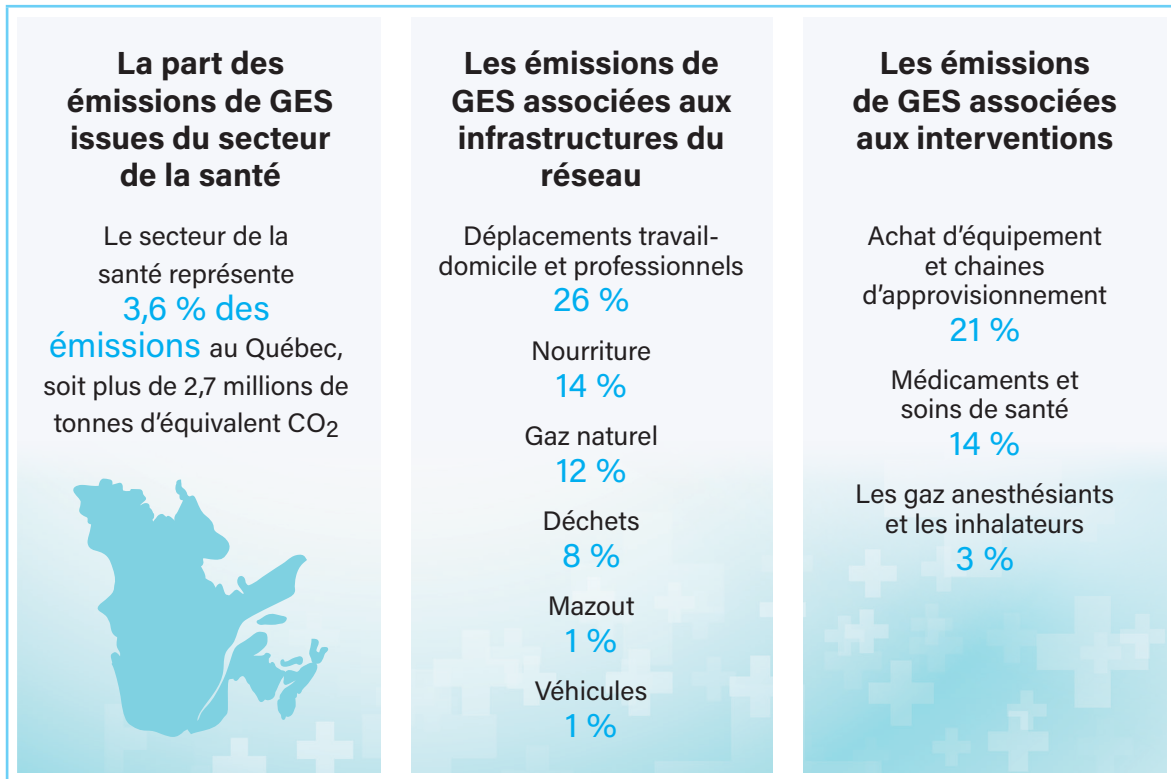 La part des
émissions de GES
issues du secteur
de la santé
Le secteur de la
santé représente
3,6 % des
émissions au Québec,
soit plus de 2,7 millions de
tonnes d'équivalent CO2
Les émissions de
GES associées aux
infrastructures du
réseau
Déplacements travail-
domicile et professionnels
26 %
Nourriture
14 %
Gaz naturel
12 %
Déchets
8 %
Mazout
1 %
Véhicules
1 %
Les émissions
de GES associées
aux interventions
Achat d'équipement
et chaines
d'approvisionnement
21 %
Médicaments et
soins de santé
14 %
Les gaz anesthésiants
et les inhalateurs
3 %